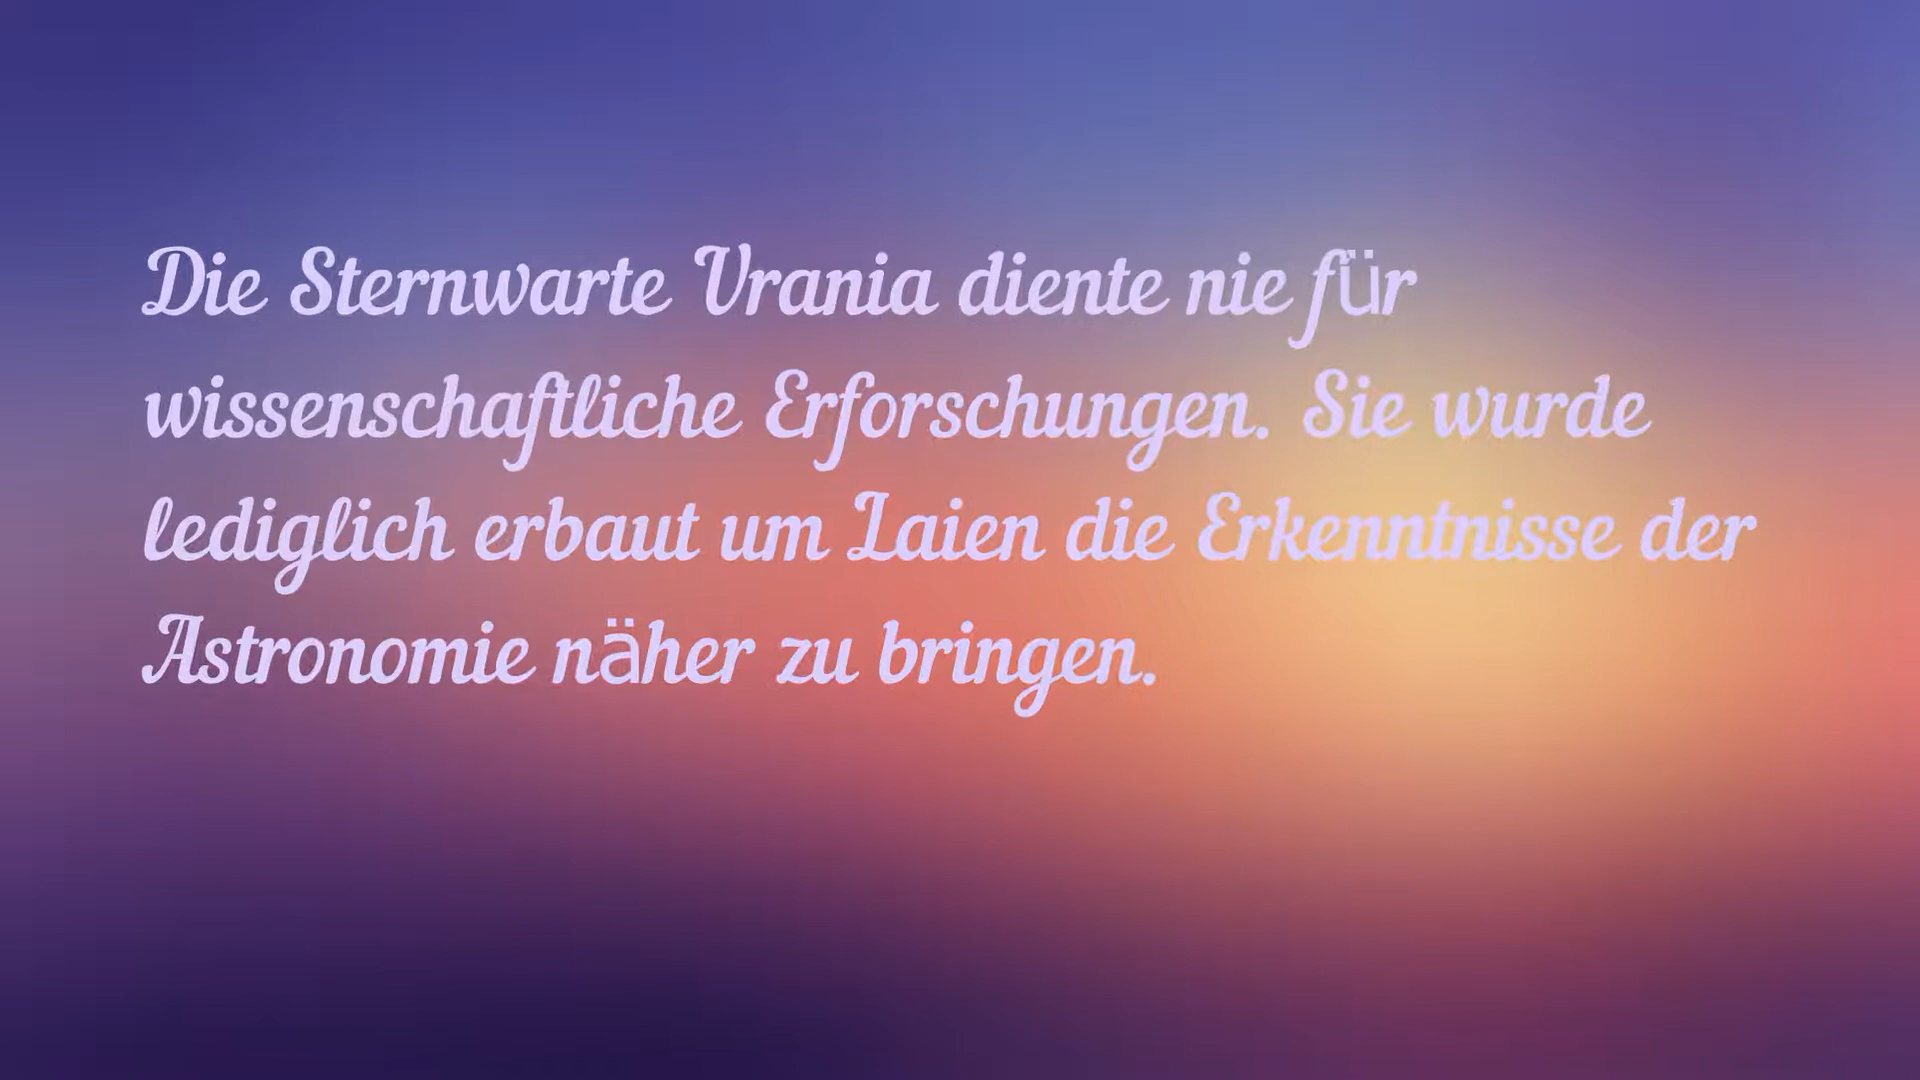 Die Sternwarte Urania diente nie für
wissenschaftliche Erforschungen. Sie wurde
lediglich erbaut um Laien die Erkenntnisse der
Astronomie näher zu bringen.